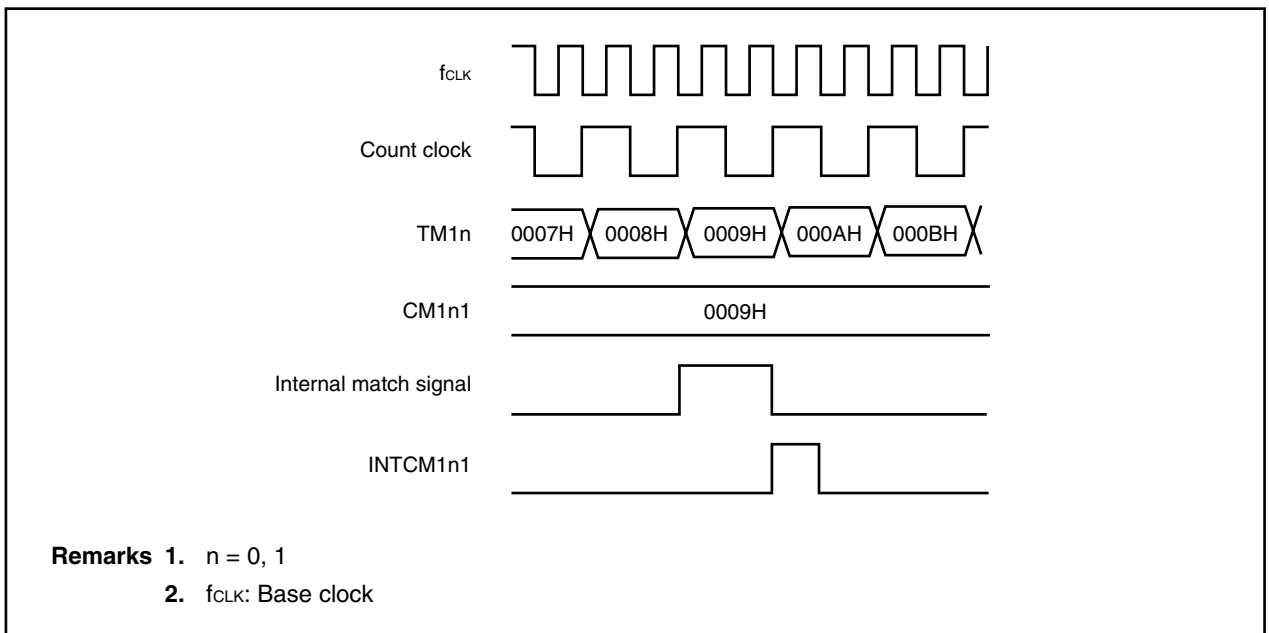 fCLK
Count clock
TM1n 0007H 0008H 0009H 000AH 000BH
CM1n1 0009H
Internal match signal
INTCM1n1
Remarks 1. n = 0, 1
2. fCLK: Base clock